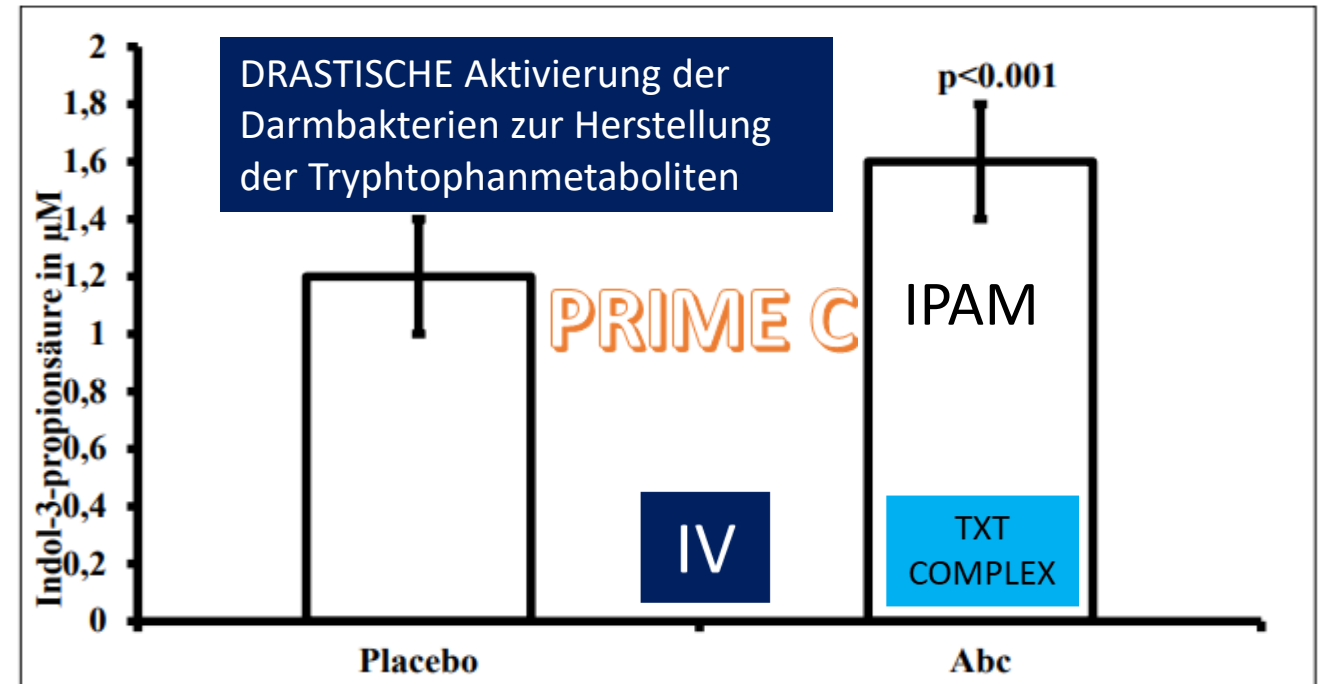 DRASTISCHE Aktivierung der
Darmbakterien zur Herstellung
der Tryphtophanmetaboliten
p<0.001
Indol-3-propionsäure in µM
2
1,8
1,6
1,4
1,2
1
0,8
0,6
0,4
0,2
0
PRIME C
IPAM
IV
TXT
COMPLEX
Placebo
Abc